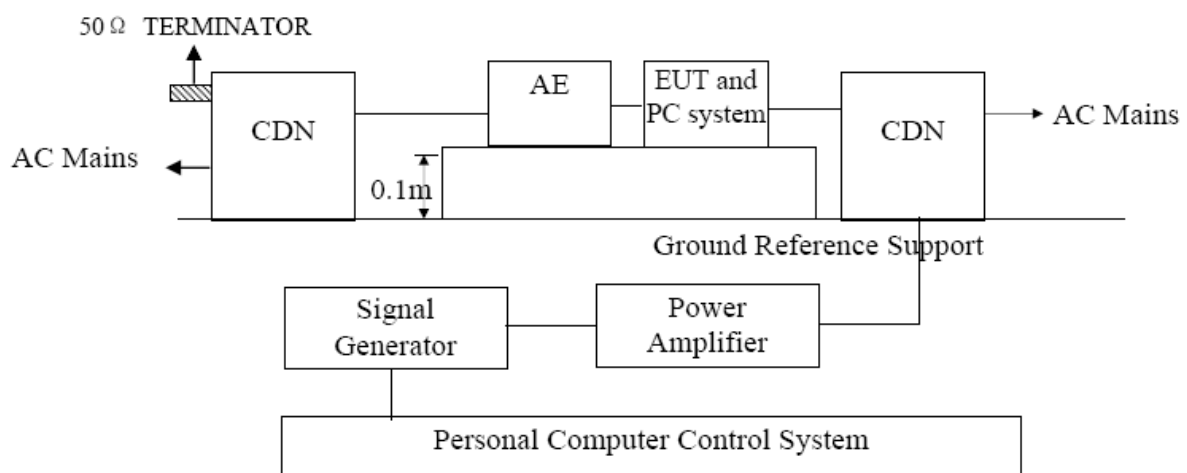 50 Ω TERMINATOR
CDN
AC Mains
AE
EUT and
PC system
CDN
AC Mains
0.1m
Ground Reference Support
Signal
Generator
Power
Amplifier
Personal Computer Control System